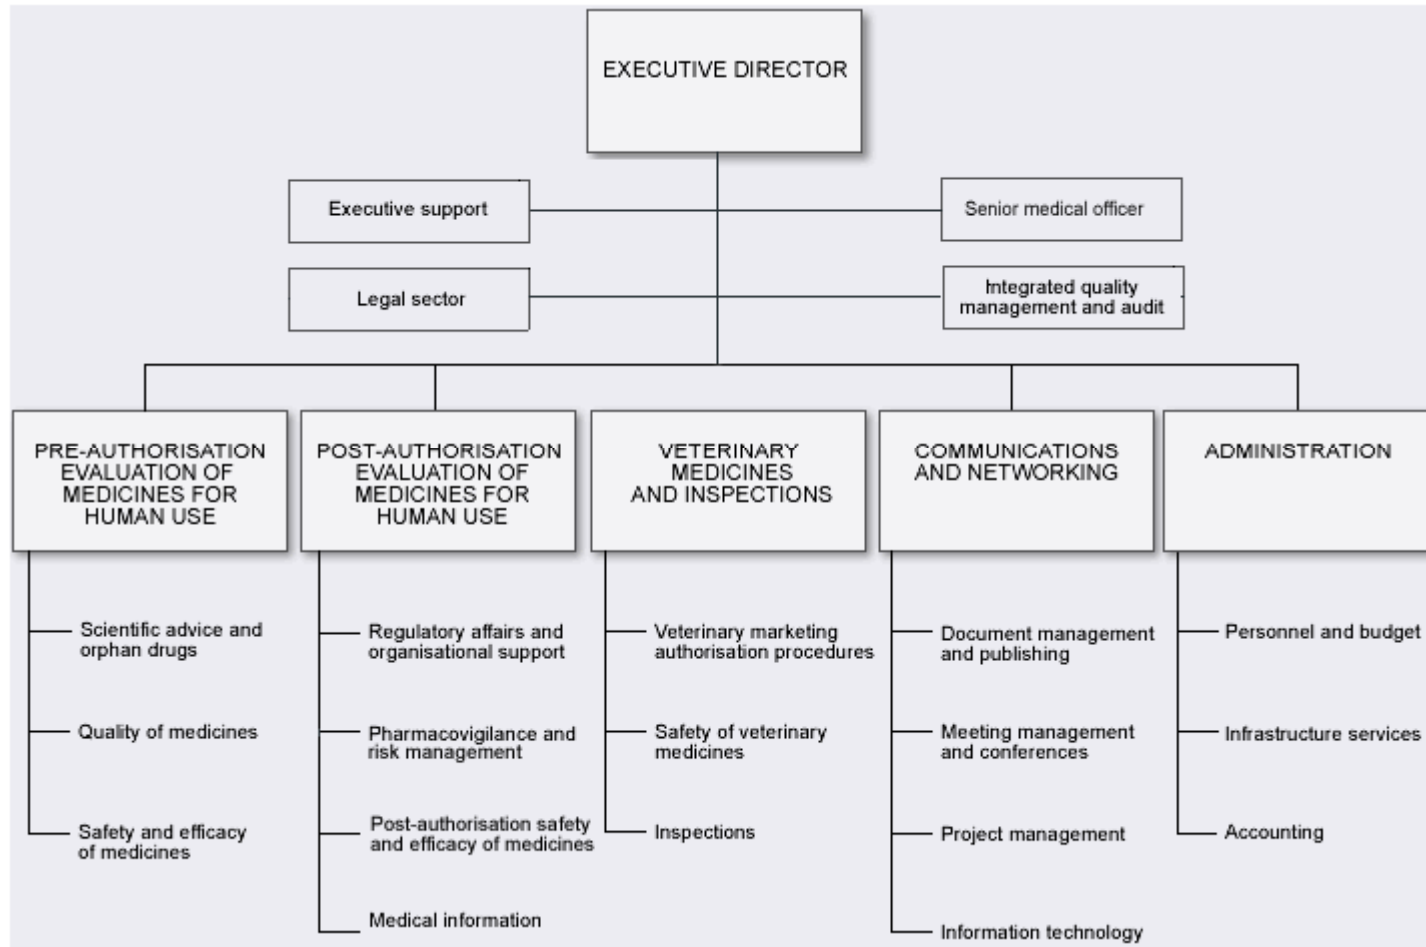 EXECUTIVE DIRECTOR
Executive support
Senior medical officer
Legal sector
Integrated quality
management and audit
PRE-AUTHORISATION
EVALUATION OF
MEDICINES FOR
HUMAN USE
POST-AUTHORISATION
EVALUATION OF
MEDICINES FOR
HUMAN USE
VETERINARY
MEDICINES
AND INSPECTIONS
COMMUNICATIONS
AND NETWORKING
ADMINISTRATION
Scientific advice and
orphan drugs
Quality of medicines
Safety and efficacy
of medicines
Regulatory affairs and
organisational support
Pharmacovigilance and
risk management
Post-authorisation safety
and efficacy of medicines
Medical information
Veterinary marketing
authorisation procedures
Safety of veterinary
medicines
Inspections
Document management
and publishing
Meeting management
and conferences
Project management
Information technology
Personnel and budget
Infrastructure services
Accounting